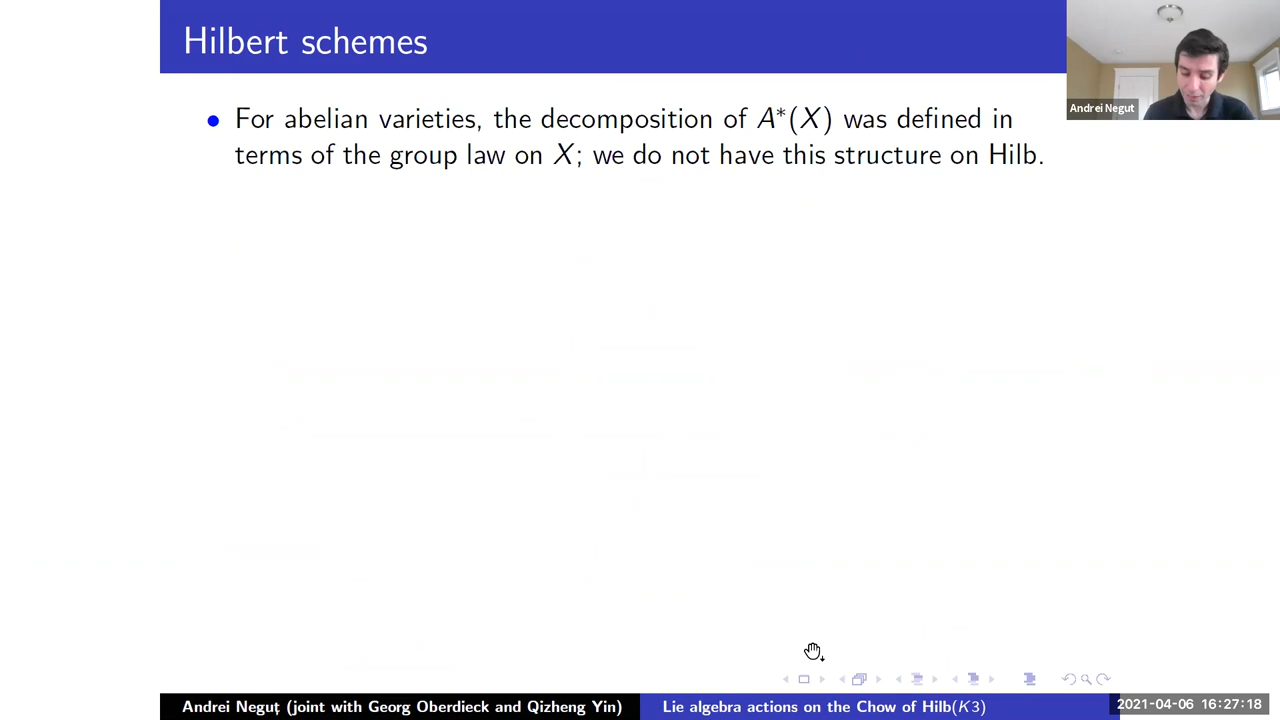 Hilbert schemes
Andrei Negut
For abelian varieties, the decomposition of A*(X) was defined in
terms of the group law on X; we do not have this structure on Hilb.
Andrei Neguț (joint with Georg Oberdieck and Qizheng Yin)
Lie algebra actions on the Chow of Hilb(K3)
2021-04-06 16:27:18